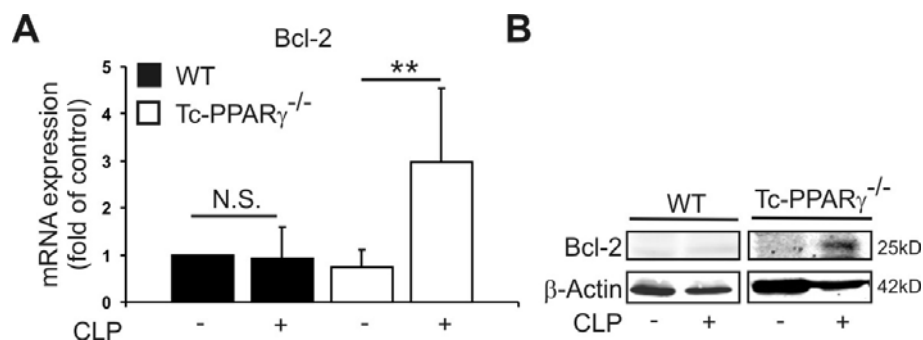 A
Bcl-2
mRNA expression
(fold of control)
5
4
3
2
1
0
WT
Tc-PPARγ-/-
N.S.
**
CLP - + - +
B
WT Tc-PPARγ-/-
Bcl-2 25kD
β-Actin 42kD
CLP - + - +